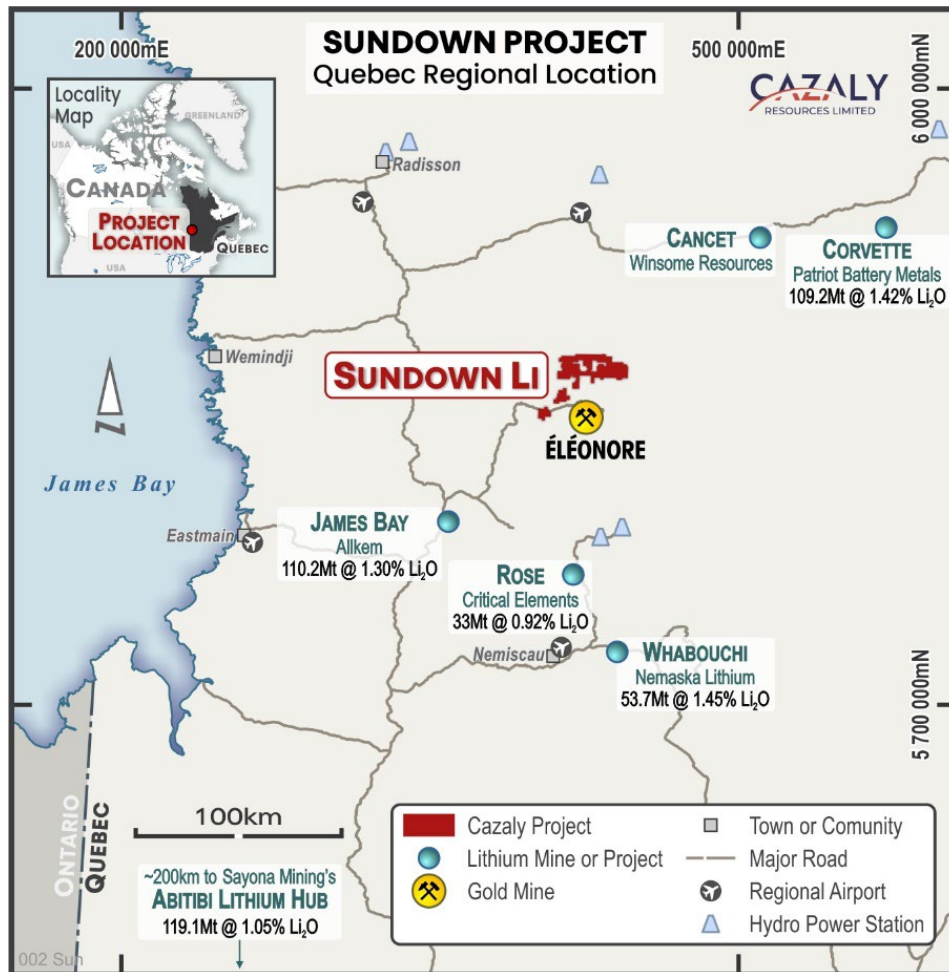 200 000mE
SUNDOWN PROJECT
Quebec Regional Location
500 000mE
CAZALY
RESOURCES LIMITED
6 000 000mN
Locality
Map
GREENLAND
USA
CANADA
PROJECT
LOCATION
QUEBEC
USA
Radisson
CANCET
Winsome Resources
CORVETTE
Patriot Battery Metals
109.2Mt @ 1.42% Li₂O
Wemindji
SUNDOWN LI
ÉLÉONORE
N
James Bay
Eastmain
JAMES BAY
Allkem
110.2Mt @ 1.30% Li₂O
ROSE
Critical Elements
33Mt @ 0.92% Li₂O
Nemiscau
WHABOUCHI
Nemaska Lithium
53.7Mt @ 1.45% Li₂O
5 700 000mN
ONTARIO
QUEBEC
100km
~200km to Sayona Mining's
ABITIBI LITHIUM HUB
119.1Mt @ 1.05% Li₂O
Cazaly Project
Lithium Mine or Project
Gold Mine
Town or Comunity
Major Road
Regional Airport
Hydro Power Station
002 Sun